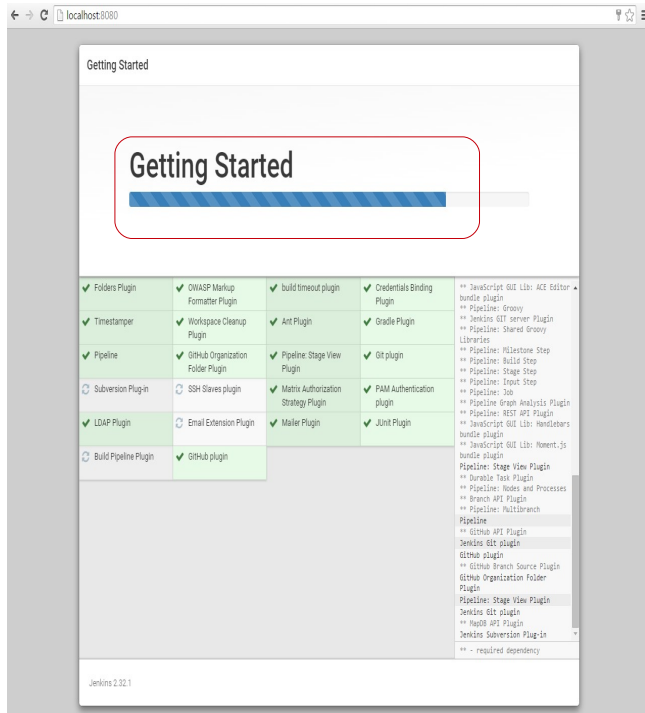 localhost:8080
Getting Started
Getting Started
Folders Plugin
OWASP Markup
Formatter Plugin
build timeout plugin
Credentials Binding
Plugin
Timestamper
Workspace Cleanup
Plugin
Ant Plugin
Gradle Plugin
Pipeline
GitHub Organization
Folder Plugin
Pipeline: Stage View
Plugin
Git plugin
Subversion Plug-in
SSH Slaves plugin
Matrix Authorization
Strategy Plugin
PAM Authentication
plugin
LDAP Plugin
Email Extension Plugin
Mailer Plugin
JUnit Plugin
Build Pipeline Plugin
GitHub plugin
** JavaScript GUI Lib: ACE Editor
bundle plugin
** Pipeline: Groovy
** Jenkins GIT server Plugin
** Pipeline: Shared Groovy
Libraries
** Pipeline: Milestone Step
** Pipeline: Build Step
** Pipeline: Stage Step
** Pipeline: Input Step
** Pipeline: Job
** Pipeline Graph Analysis Plugin
** Pipeline: REST API Plugin
** JavaScript GUI Lib: Handlebars
bundle plugin
** JavaScript GUI Lib: Moment.js
bundle plugin
Pipeline: Stage View Plugin
** Durable Task Plugin
** Pipeline: Nodes and Processes
** Branch API Plugin
** Pipeline: Multibranch
Pipeline
** GitHub API Plugin
Jenkins Git plugin
GitHub plugin
** GitHub Branch Source Plugin
GitHub Organization Folder
Plugin
Pipeline: Stage View Plugin
Jenkins Git plugin
** MapDB API Plugin
Jenkins Subversion Plug-in
** - required dependency
Jenkins 2.32.1